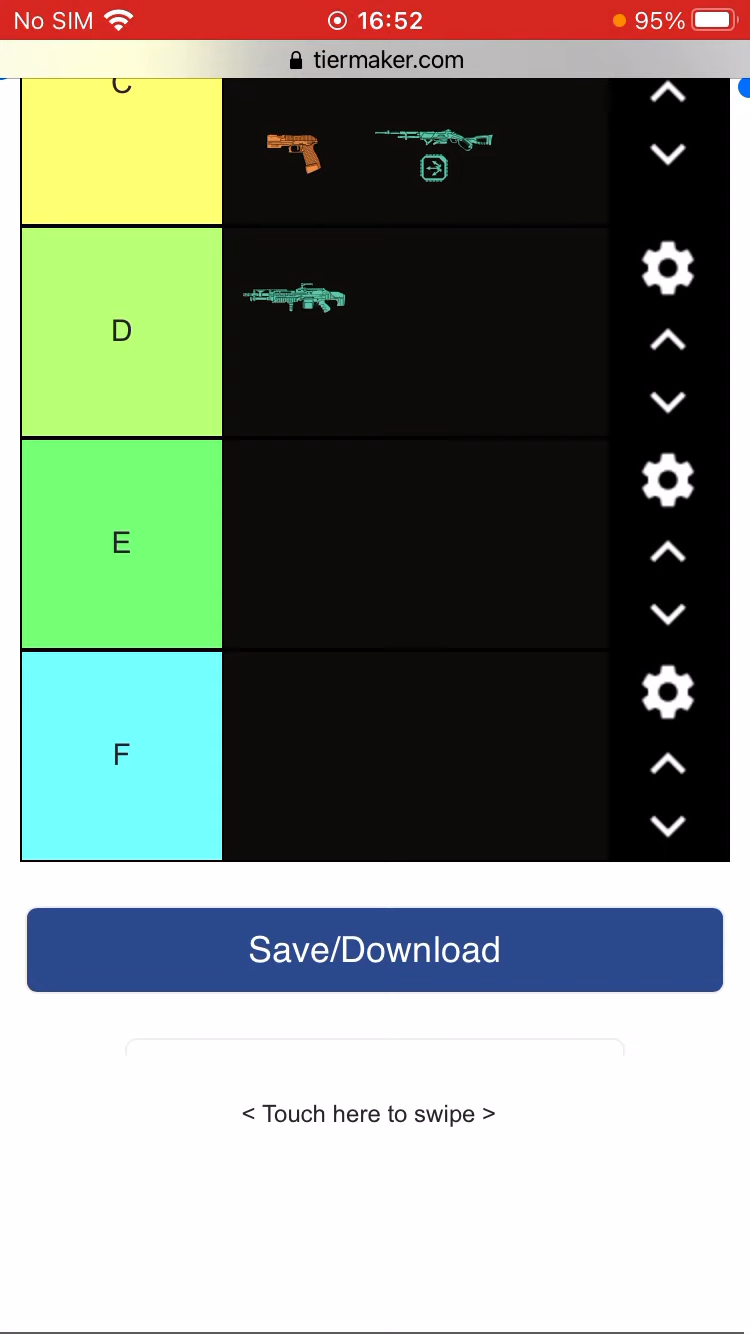 No SIM 16:52 95%
tiermaker.com
C
D
E
F
Save/Download
< Touch here to swipe >